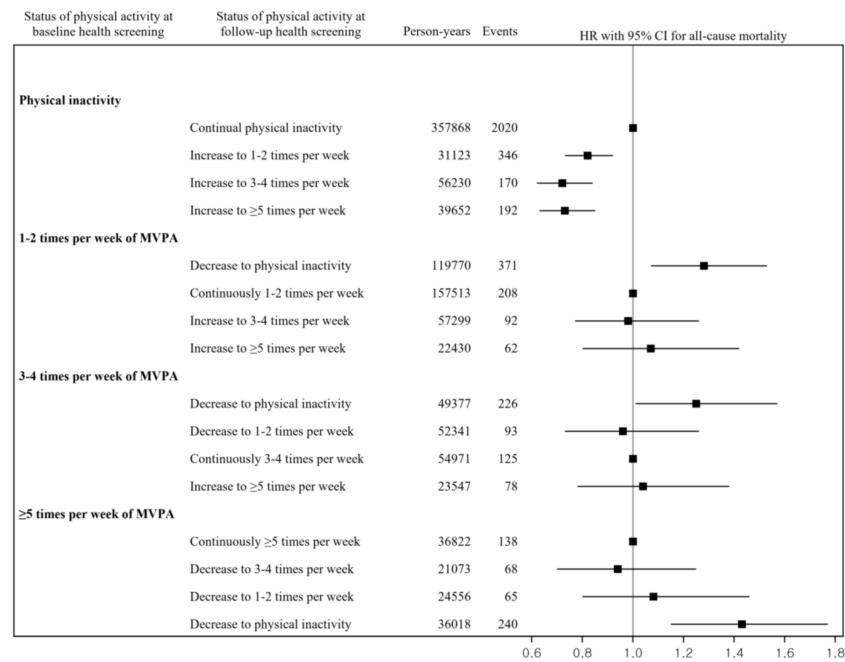 Status of physical activity at baseline health screening
Status of physical activity at follow-up health screening
Person-years
Events
HR with 95% CI for all-cause mortality
Physical inactivity
Continual physical inactivity 357868 2020
Increase to 1-2 times per week 31123 346
Increase to 3-4 times per week 56230 170
Increase to ≥5 times per week 39652 192
1-2 times per week of MVPA
Decrease to physical inactivity 119770 371
Continuously 1-2 times per week 157513 208
Increase to 3-4 times per week 57299 92
Increase to ≥5 times per week 22430 62
3-4 times per week of MVPA
Decrease to physical inactivity 49377 226
Decrease to 1-2 times per week 52341 93
Continuously 3-4 times per week 54971 125
Increase to ≥5 times per week 23547 78
≥5 times per week of MVPA
Continuously ≥5 times per week 36822 138
Decrease to 3-4 times per week 21073 68
Decrease to 1-2 times per week 24556 65
Decrease to physical inactivity 36018 240
0.6 0.8 1.0 1.2 1.4 1.6 1.8